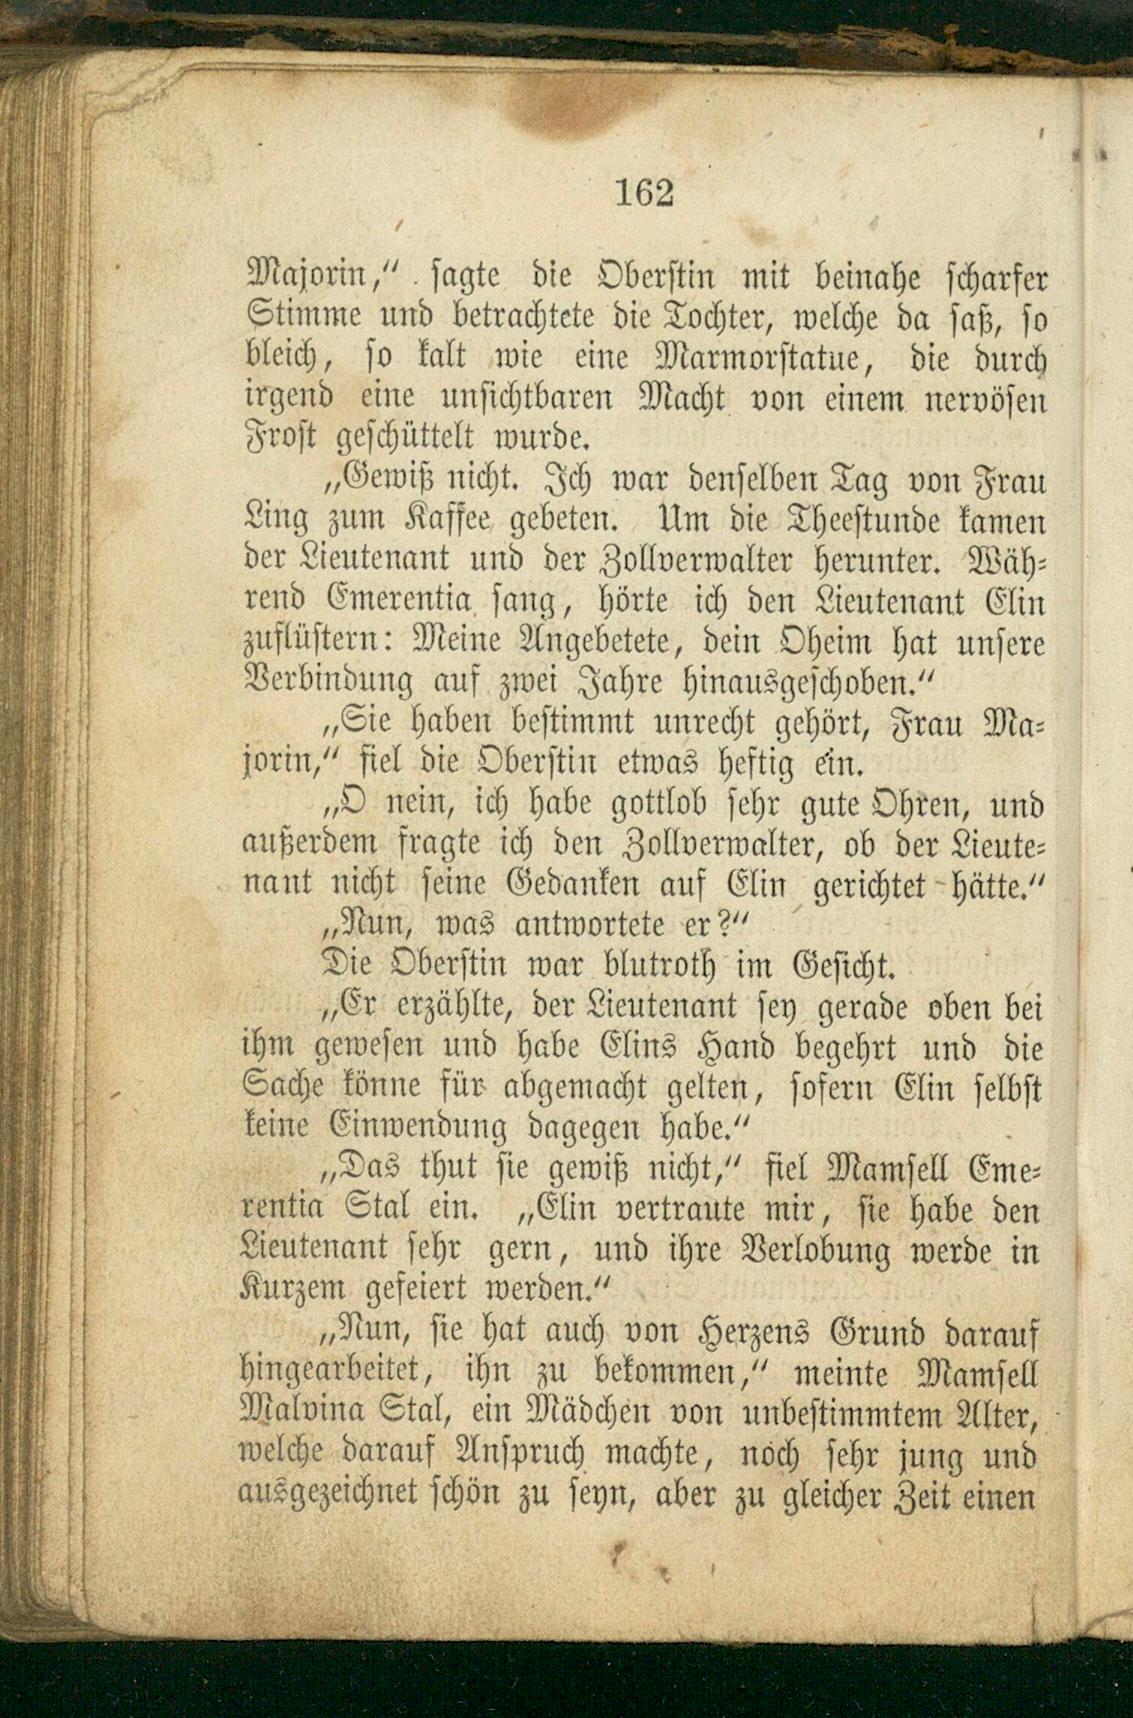 162
Majorin,“ sagte die Oberstin mit beinahe scharfer
Stimme und betrachtete die Tochter, welche da saß, so
bleich, so kalt wie eine Marmorstatue, die durch
irgend eine unsichtbaren Macht von einem nervösen
Frost geschüttelt wurde.
„Gewiß nicht. Ich war denselben Tag von Frau
Ling zum Kaffee gebeten. Um die Theestunde kamen
der Lieutenant und der Zollverwalter herunter. Wäh-
rend Emerentia sang, hörte ich den Lieutenant Elin
zuflüstern: Meine Angebetete, dein Oheim hat unsere
Verbindung auf zwei Jahre hinausgeschoben.“
„Sie haben bestimmt unrecht gehört, Frau Ma-
jorin,“ fiel die Oberstin etwas heftig ein.
„O nein, ich habe gottlob sehr gute Ohren, und
außerdem fragte ich den Zollverwalter, ob der Lieute-
nant nicht seine Gedanken auf Elin gerichtet hätte.“
„Nun, was antwortete er?“
Die Oberstin war blutroth im Gesicht.
„Er erzählte, der Lieutenant sey gerade oben bei
ihm gewesen und habe Elins Hand begehrt und die
Sache könne für abgemacht gelten, sofern Elin selbst
keine Einwendung dagegen habe.“
„Das thut sie gewiß nicht,“ fiel Mamsell Eme-
rentia Stal ein. „Elin vertraute mir, sie habe den
Lieutenant sehr gern, und ihre Verlobung werde in
Kurzem gefeiert werden.“
„Nun, sie hat auch von Herzens Grund darauf
hingearbeitet, ihn zu bekommen,“ meinte Mamsell
Malvina Stal, ein Mädchen von unbestimmtem Alter,
welche darauf Anspruch machte, noch sehr jung und
ausgezeichnet schön zu seyn, aber zu gleicher Zeit einen